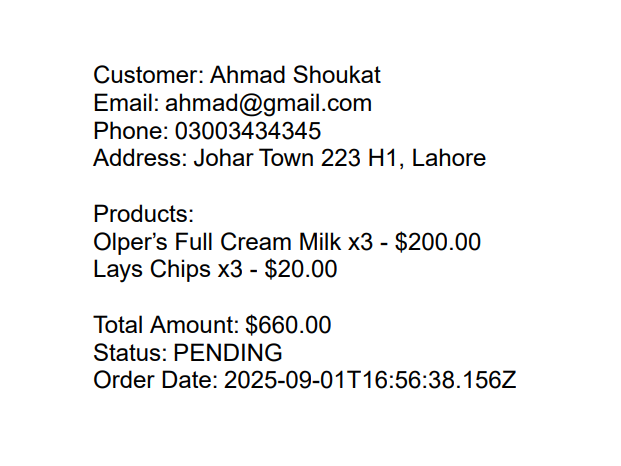 Customer: Ahmad Shoukat
Email: ahmad@gmail.com
Phone: 03003434345
Address: Johar Town 223 H1, Lahore
Products:
Olper’s Full Cream Milk x3 - $200.00
Lays Chips x3 - $20.00
Total Amount: $660.00
Status: PENDING
Order Date: 2025-09-01T16:56:38.156Z